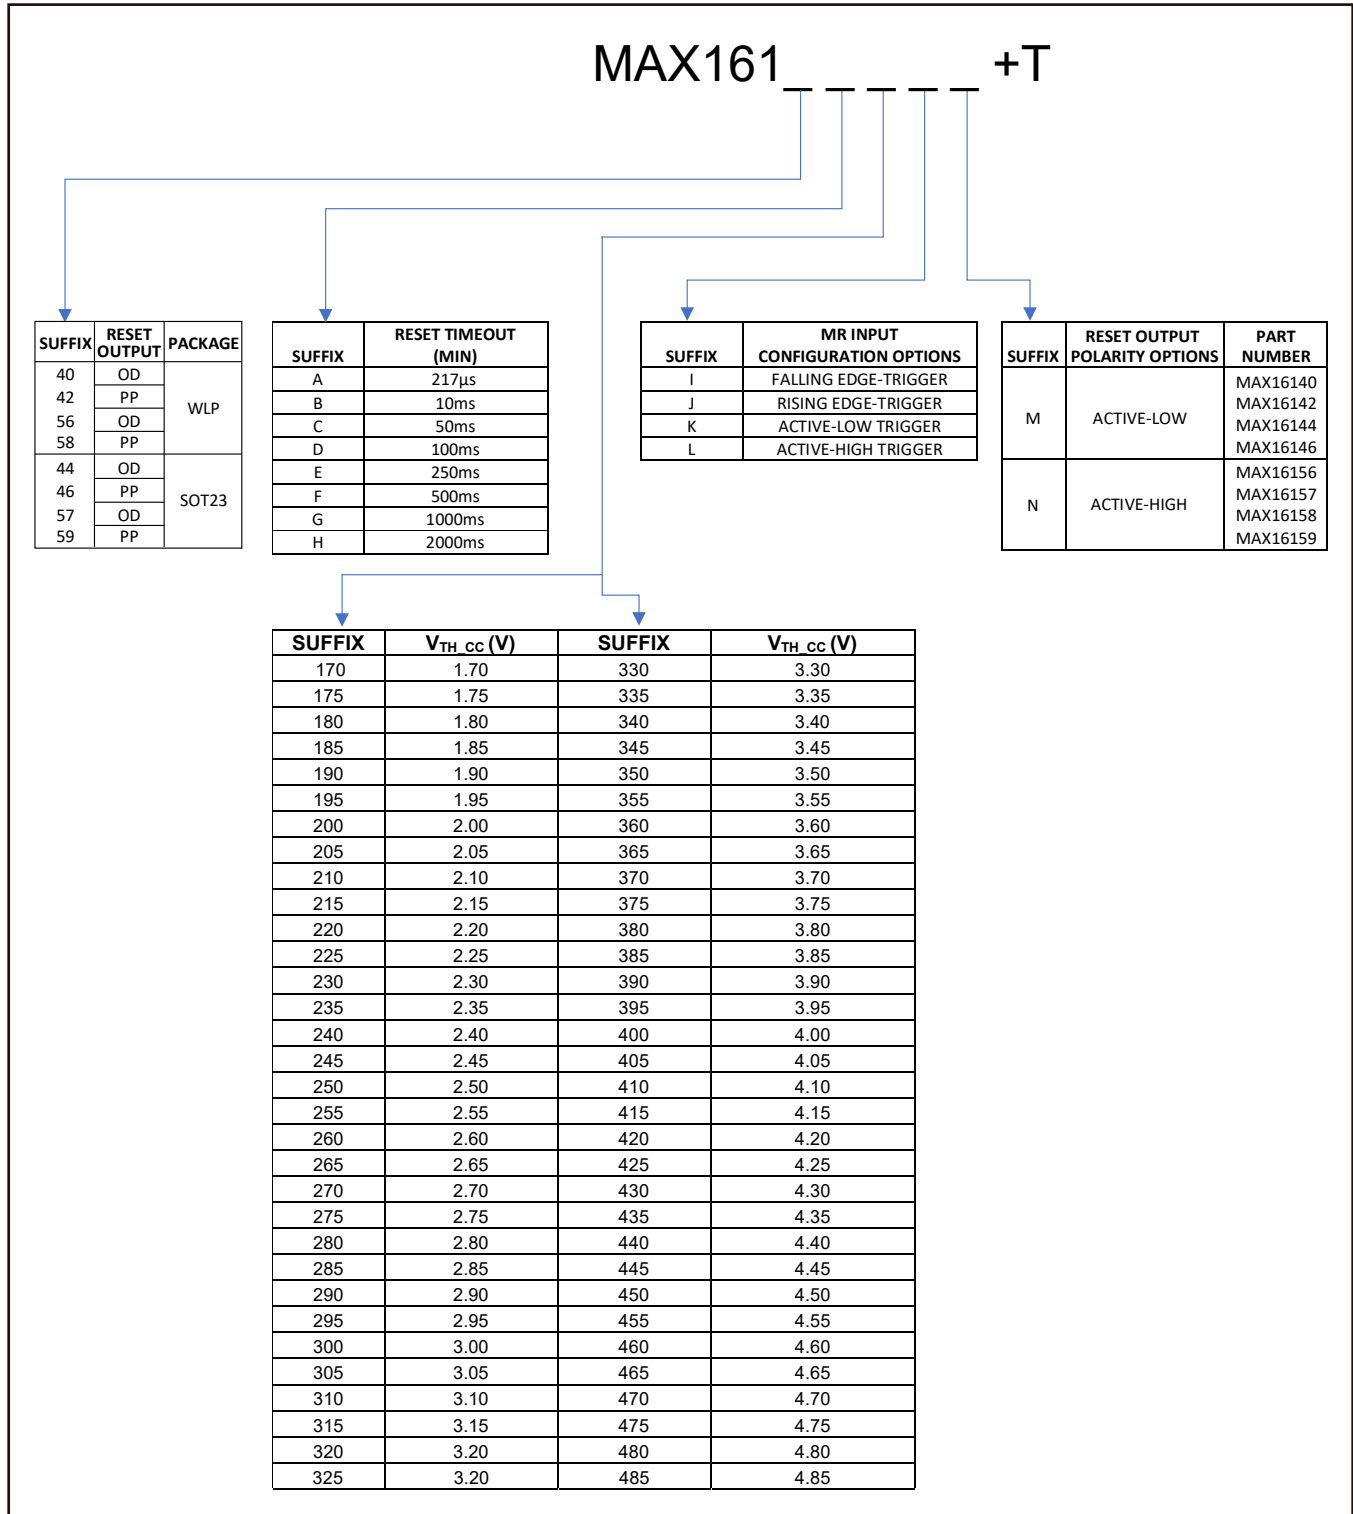 MAX161_ _ _ _ _ +T
SUFFIX RESET OUTPUT PACKAGE
40 OD WLP
42 PP
56 OD
58 PP
44 OD SOT23
46 PP
57 OD
59 PP
SUFFIX RESET TIMEOUT (MIN)
A 217µs
B 10ms
C 50ms
D 100ms
E 250ms
F 500ms
G 1000ms
H 2000ms
SUFFIX MR INPUT CONFIGURATION OPTIONS
I FALLING EDGE-TRIGGER
J RISING EDGE-TRIGGER
K ACTIVE-LOW TRIGGER
L ACTIVE-HIGH TRIGGER
SUFFIX RESET OUTPUT POLARITY OPTIONS PART NUMBER
M ACTIVE-LOW MAX16140
MAX16142
MAX16144
MAX16146
N ACTIVE-HIGH MAX16156
MAX16157
MAX16158
MAX16159
SUFFIX VTH_CC (V) SUFFIX VTH_CC (V)
170 1.70 330 3.30
175 1.75 335 3.35
180 1.80 340 3.40
185 1.85 345 3.45
190 1.90 350 3.50
195 1.95 355 3.55
200 2.00 360 3.60
205 2.05 365 3.65
210 2.10 370 3.70
215 2.15 375 3.75
220 2.20 380 3.80
225 2.25 385 3.85
230 2.30 390 3.90
235 2.35 395 3.95
240 2.40 400 4.00
245 2.45 405 4.05
250 2.50 410 4.10
255 2.55 415 4.15
260 2.60 420 4.20
265 2.65 425 4.25
270 2.70 430 4.30
275 2.75 435 4.35
280 2.80 440 4.40
285 2.85 445 4.45
290 2.90 450 4.50
295 2.95 455 4.55
300 3.00 460 4.60
305 3.05 465 4.65
310 3.10 470 4.70
315 3.15 475 4.75
320 3.20 480 4.80
325 3.20 485 4.85